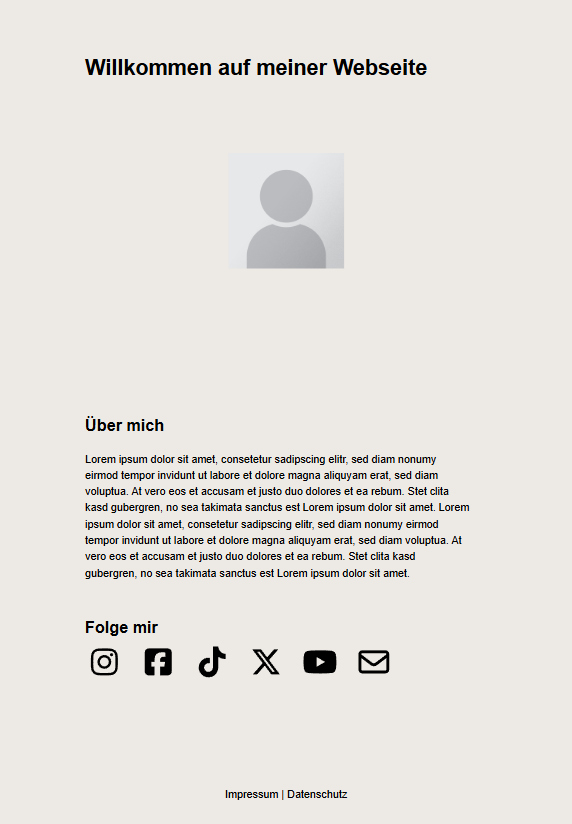 Willkommen auf meiner Webseite
Über mich
Lorem ipsum dolor sit amet, consetetur sadipscing elitr, sed diam nonumy
eirmod tempor invidunt ut labore et dolore magna aliquyam erat, sed diam
voluptua. At vero eos et accusam et justo duo dolores et ea rebum. Stet clita
kasd gubergren, no sea takimata sanctus est Lorem ipsum dolor sit amet. Lorem
ipsum dolor sit amet, consetetur sadipscing elitr, sed diam nonumy eirmod
tempor invidunt ut labore et dolore magna aliquyam erat, sed diam voluptua. At
vero eos et accusam et justo duo dolores et ea rebum. Stet clita kasd
gubergren, no sea takimata sanctus est Lorem ipsum dolor sit amet.
Folge mir
Impressum | Datenschutz